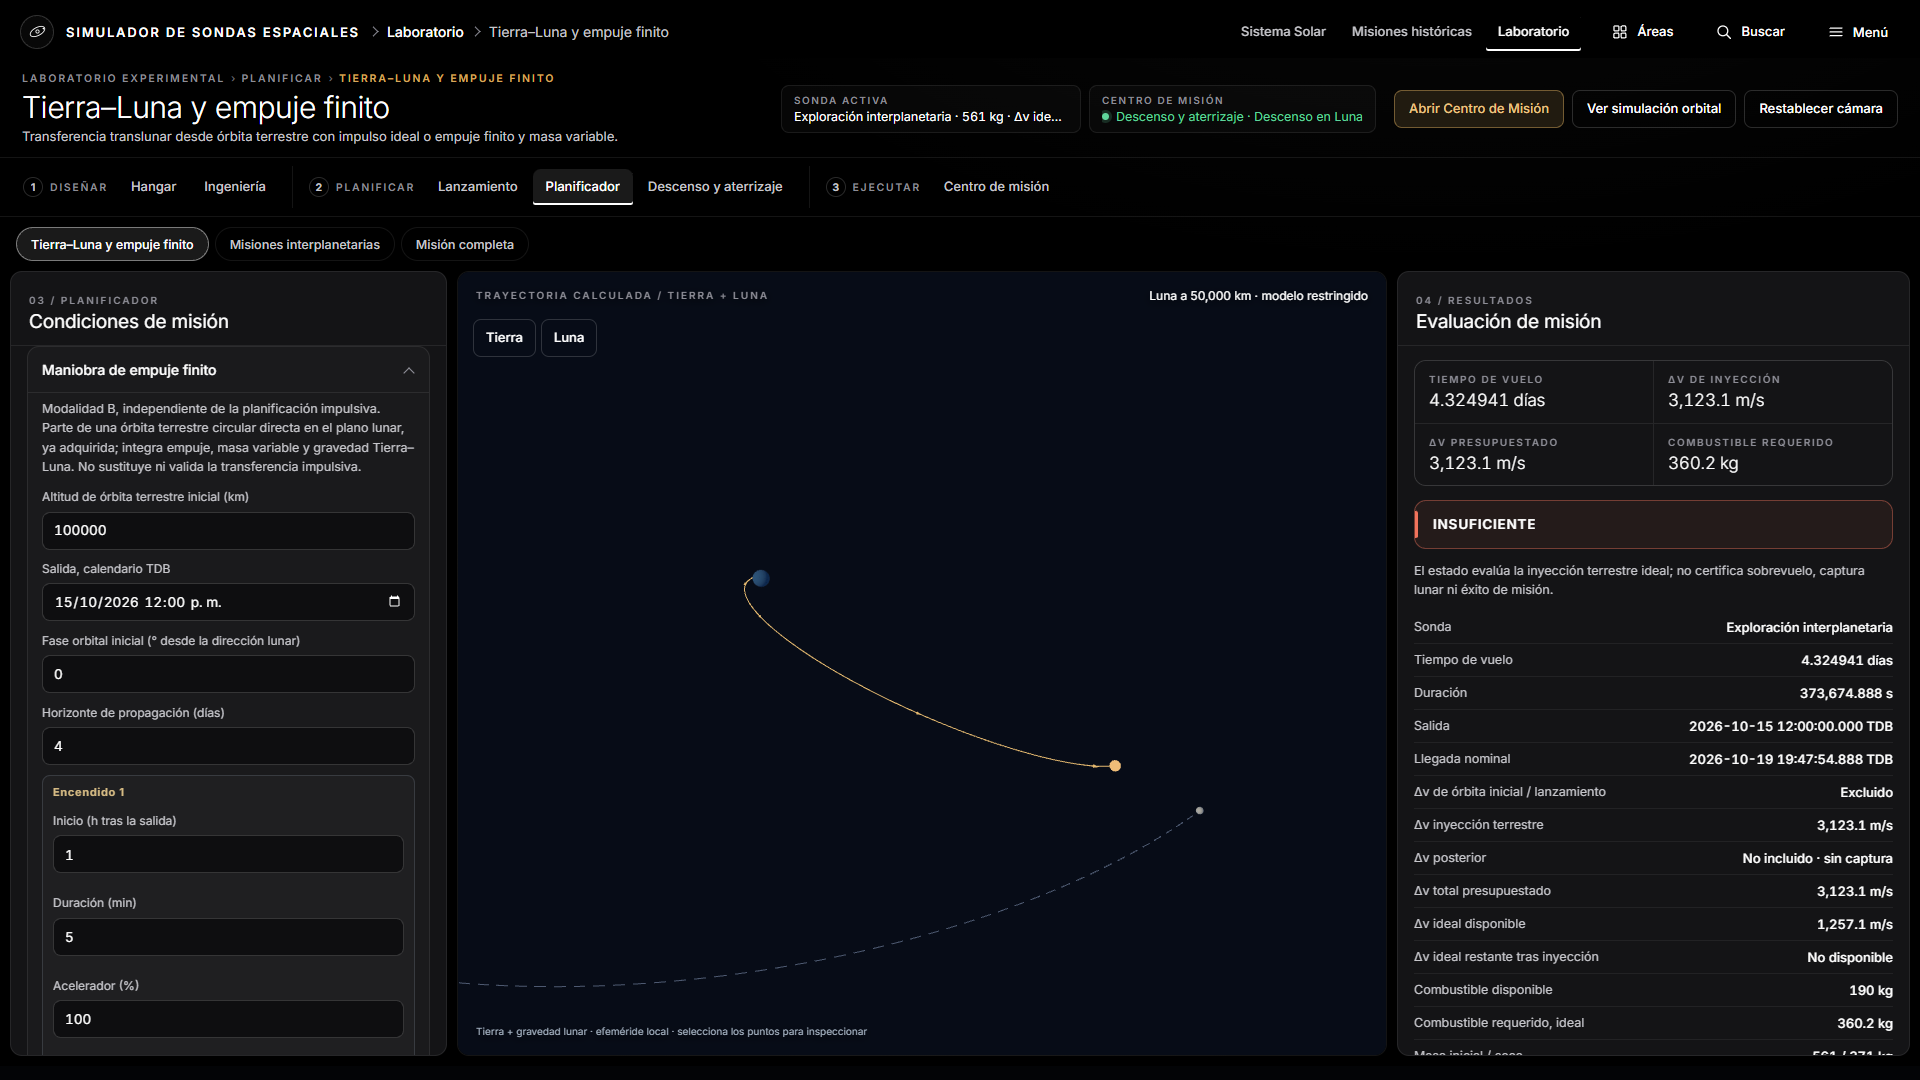 SIMULADOR DE SONDAS ESPACIALES > Laboratorio > Tierra–Luna y empuje finito
Sistema Solar
Misiones históricas
Laboratorio
Áreas
Buscar
Menú
LABORATORIO EXPERIMENTAL › PLANIFICAR › TIERRA–LUNA Y EMPUJE FINITO
Tierra–Luna y empuje finito
Transferencia translunar desde órbita terrestre con impulso ideal o empuje finito y masa variable.
SONDA ACTIVA
Exploración interplanetaria · 561 kg · Δv ide...
CENTRO DE MISIÓN
Descenso y aterrizaje · Descenso en Luna
Abrir Centro de Misión
Ver simulación orbital
Restablecer cámara
1 DISEÑAR
Hangar
Ingeniería
2 PLANIFICAR
Lanzamiento
Planificador
Descenso y aterrizaje
3 EJECUTAR
Centro de misión
Tierra–Luna y empuje finito
Misiones interplanetarias
Misión completa
03 / PLANIFICADOR
Condiciones de misión
Maniobra de empuje finito
Modalidad B, independiente de la planificación impulsiva.
Parte de una órbita terrestre circular directa en el plano lunar,
ya adquirida; integra empuje, masa variable y gravedad Tierra–
Luna. No sustituye ni valida la transferencia impulsiva.
Altitud de órbita terrestre inicial (km)
100000
Salida, calendario TDB
15/10/2026 12:00 p. m.
Fase orbital inicial (° desde la dirección lunar)
0
Horizonte de propagación (días)
4
Encendido 1
Inicio (h tras la salida)
1
Duración (min)
5
Acelerador (%)
100
TRAYECTORIA CALCULADA / TIERRA + LUNA
Luna a 50,000 km · modelo restringido
Tierra
Luna
Tierra + gravedad lunar · efeméride local · selecciona los puntos para inspeccionar
04 / RESULTADOS
Evaluación de misión
TIEMPO DE VUELO
4.324941 días
ΔV DE INYECCIÓN
3,123.1 m/s
ΔV PRESUPUESTADO
3,123.1 m/s
COMBUSTIBLE REQUERIDO
360.2 kg
INSUFICIENTE
El estado evalúa la inyección terrestre ideal; no certifica sobrevuelo, captura
lunar ni éxito de misión.
Sonda Exploración interplanetaria
Tiempo de vuelo 4.324941 días
Duración 373,674.888 s
Salida 2026-10-15 12:00:00.000 TDB
Llegada nominal 2026-10-19 19:47:54.888 TDB
Δv de órbita inicial / lanzamiento Excluido
Δv inyección terrestre 3,123.1 m/s
Δv posterior No incluido · sin captura
Δv total presupuestado 3,123.1 m/s
Δv ideal disponible 1,257.1 m/s
Δv ideal restante tras inyección No disponible
Combustible disponible 190 kg
Combustible requerido, ideal 360.2 kg
Masa inicial / seca 561 / 371 kg